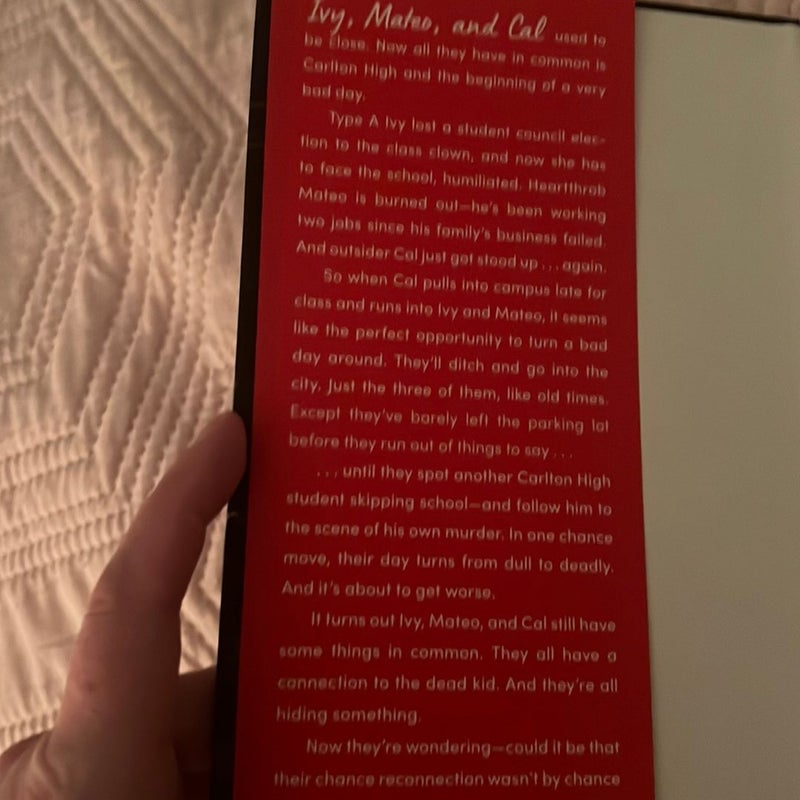 Ivy, Mateo, and Cal used to
be close. Now all they have in common is
Carlton High and the beginning of a very
bad day.
Type A Ivy lost a student council elec-
tion to the class clown, and now she has
to face the school, humiliated. Heartthrob
Mateo is burned out—he's been working
two jobs since his family's business failed.
And outsider Cal just got stood up . . . again.
So when Cal pulls into campus late for
class and runs into Ivy and Mateo, it seems
like the perfect opportunity to turn a bad
day around. They'll ditch and go into the
city. Just the three of them, like old times.
Except they've barely left the parking lot
before they run out of things to say . . .
. . . until they spot another Carlton High
student skipping school—and follow him to
the scene of his own murder. In one chance
move, their day turns from dull to deadly.
And it's about to get worse.
It turns out Ivy, Mateo, and Cal still have
some things in common. They all have a
connection to the dead kid. And they're all
hiding something.
Now they're wondering—could it be that
their chance reconnection wasn't by chance